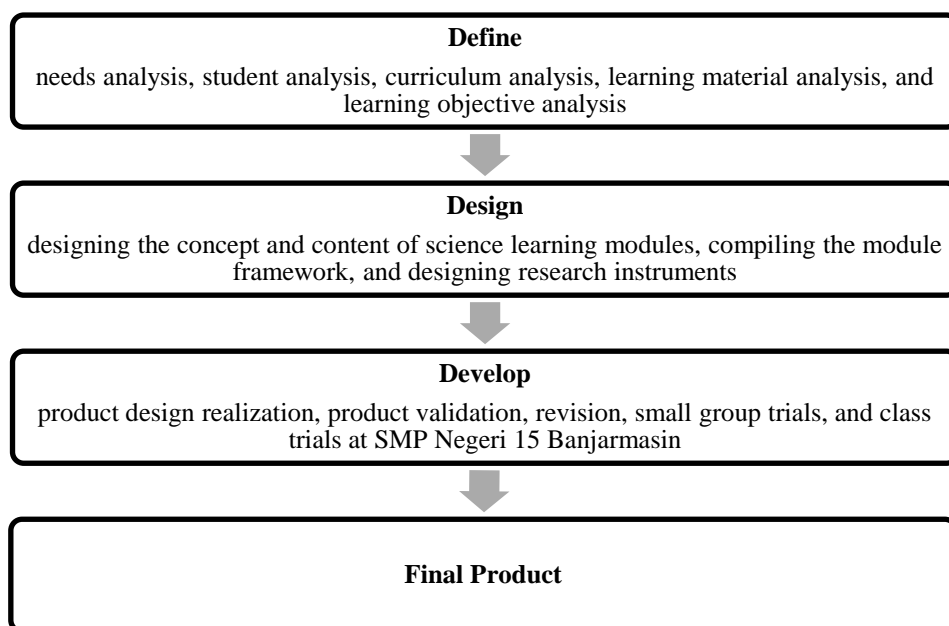 Define
needs analysis, student analysis, curriculum analysis, learning material analysis, and
learning objective analysis
Design
designing the concept and content of science learning modules, compiling the module
framework, and designing research instruments
Develop
product design realization, product validation, revision, small group trials, and class
trials at SMP Negeri 15 Banjarmasin
Final Product